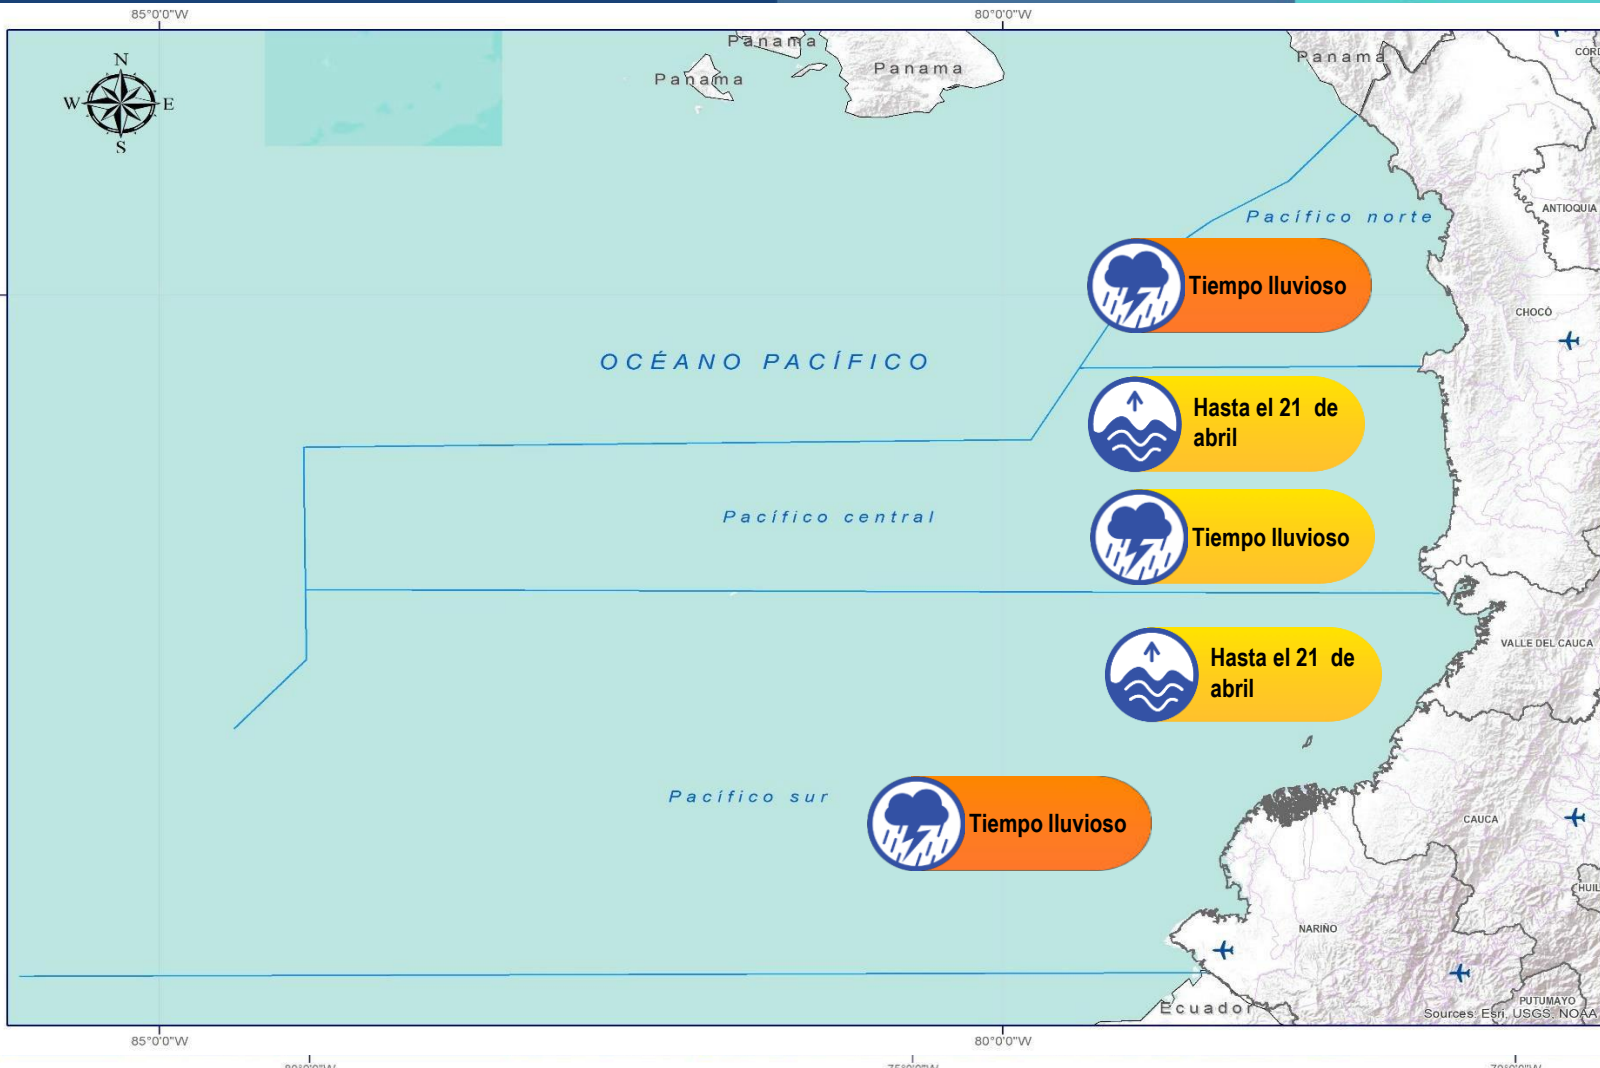 85°0'0"W
80°0'0"W
N
W
E
S
Panama
Panama
Panama
Panama
ANTIOQUIA
Pacífico norte
Tiempo lluvioso
CHOCÓ
OCÉANO PACÍFICO
Hasta el 21 de
abril
Pacífico central
Tiempo lluvioso
VALLE DEL CAUCA
Hasta el 21 de
abril
Pacífico sur
Tiempo lluvioso
CAUCA
HUIL
NARIÑO
PUTUMAYO
Ecuador
Sources: Esri, USGS, NOAA
85°0'0"W
80°0'0"W